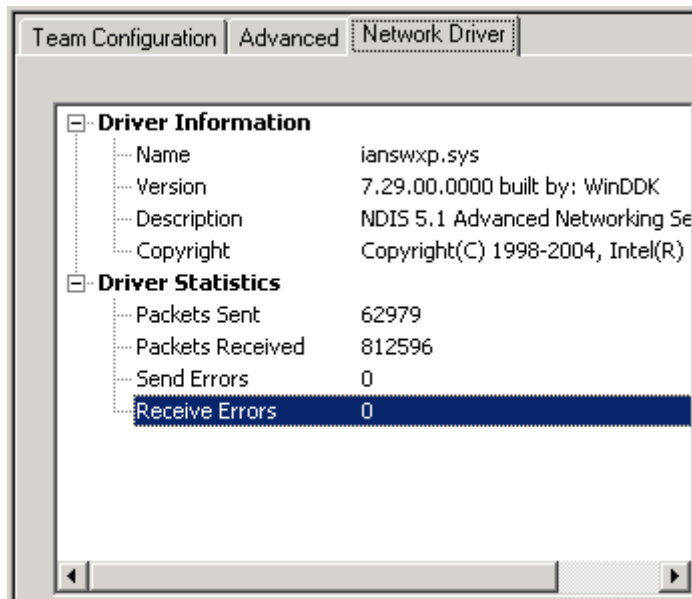 Team Configuration Advanced Network Driver
Driver Information
Name ianswxp.sys
Version 7.29.00.0000 built by: WinDDK
Description NDIS 5.1 Advanced Networking Se
Copyright Copyright(C) 1998-2004, Intel(R)
Driver Statistics
Packets Sent 62979
Packets Received 812596
Send Errors 0
Receive Errors 0